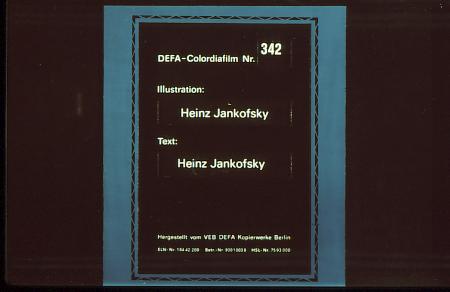 DEFA-Colordiafilm Nr. 342
Illustration:
Heinz Jankofsky
Text:
Heinz Jankofsky
Hergestellt vom VEB DEFA Kopierwerke Berlin